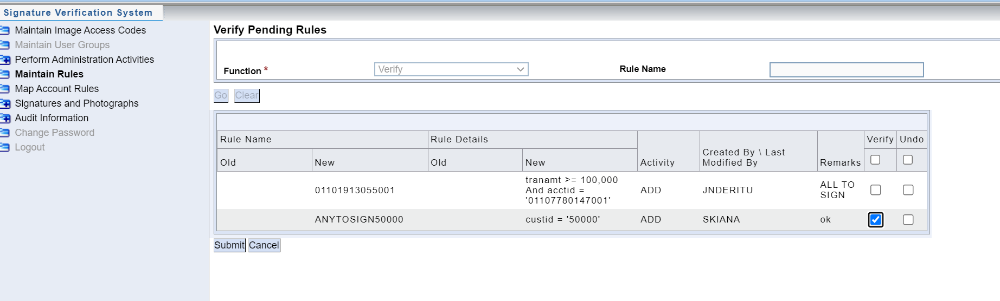 Signature Verification System
Maintain Image Access Codes
Maintain User Groups
Perform Administration Activities
Maintain Rules
Map Account Rules
Signatures and Photographs
Audit Information
Change Password
Logout
Verify Pending Rules
Function *
Verify
Rule Name
Go
Clear
Rule Name
Rule Details
Activity
Created By \ Last
Modified By
Remarks
Verify
Undo
Old
New
Old
New
01101913055001
tranamt >= 100,000
And acctid =
'01107780147001'
ADD
JNDERITU
ALL TO
SIGN
ANYTOSIGN50000
custid = '50000'
ADD
SKIANA
ok
Submit
Cancel